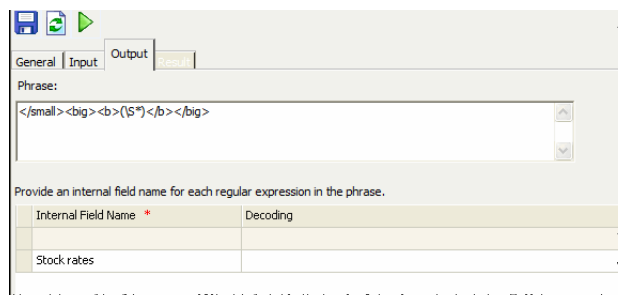 General Input Output Result
Phrase:
</small><big><b>(\S*)</b></big>
Provide an internal field name for each regular expression in the phrase.
Internal Field Name * Decoding
Stock rates